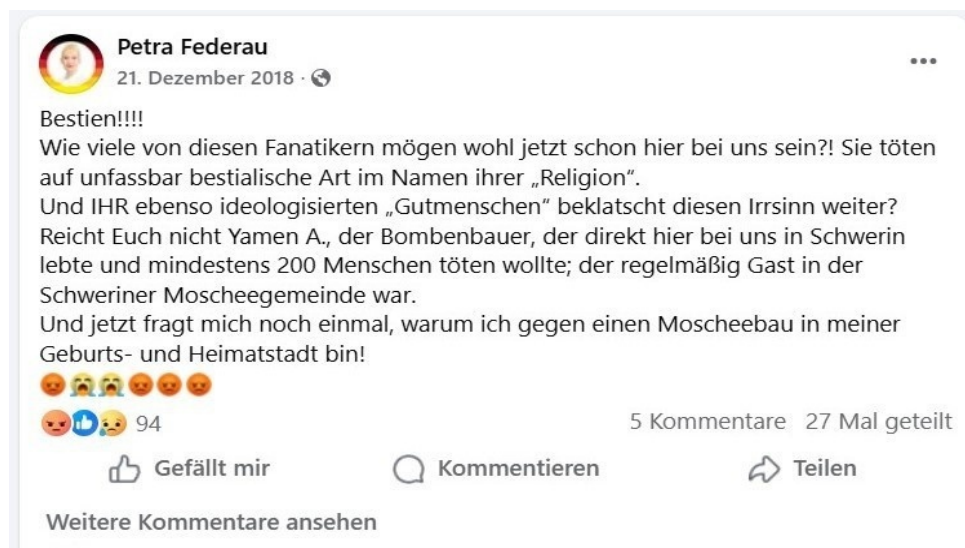 Petra Federau
21. Dezember 2018 ·
Bestien!!!!
Wie viele von diesen Fanatikern mögen wohl jetzt schon hier bei uns sein?! Sie töten
auf unfassbar bestialische Art im Namen ihrer „Religion“.
Und IHR ebenso ideologisierten „Gutmenschen“ beklatscht diesen Irrsinn weiter?
Reicht Euch nicht Yamen A., der Bombenbauer, der direkt hier bei uns in Schwerin
lebte und mindestens 200 Menschen töten wollte; der regelmäßig Gast in der
Schweriner Moscheegemeinde war.
Und jetzt fragt mich noch einmal, warum ich gegen einen Moscheebau in meiner
Geburts- und Heimatstadt bin!
😡😭😭😡😡😡
94 5 Kommentare 27 Mal geteilt
Gefällt mir Kommentieren Teilen
Weitere Kommentare ansehen